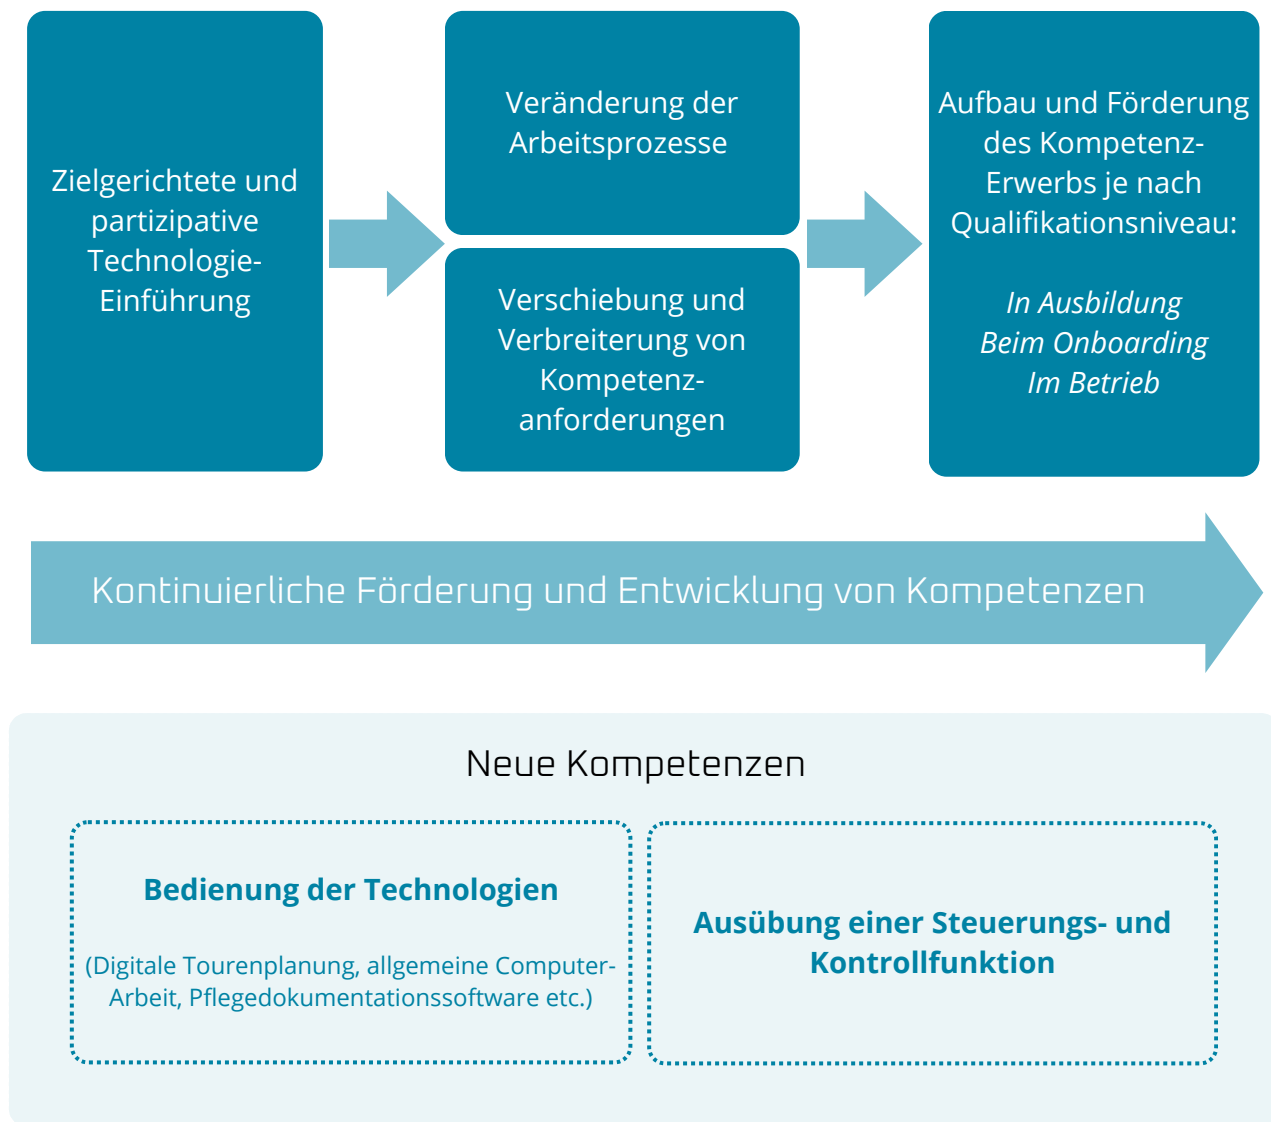 Zielgerichtete und
partizipative
Technologie-
Einführung
Veränderung der
Arbeitsprozesse
Verschiebung und
Verbreiterung von
Kompetenz-
anforderungen
Aufbau und Förderung
des Kompetenz-
Erwerbs je nach
Qualifikationsniveau:
In Ausbildung
Beim Onboarding
Im Betrieb
Kontinuierliche Förderung und Entwicklung von Kompetenzen
Neue Kompetenzen
Bedienung der Technologien
(Digitale Tourenplanung, allgemeine Computer-
Arbeit, Pflegedokumentationssoftware etc.)
Ausübung einer Steuerungs- und
Kontrollfunktion